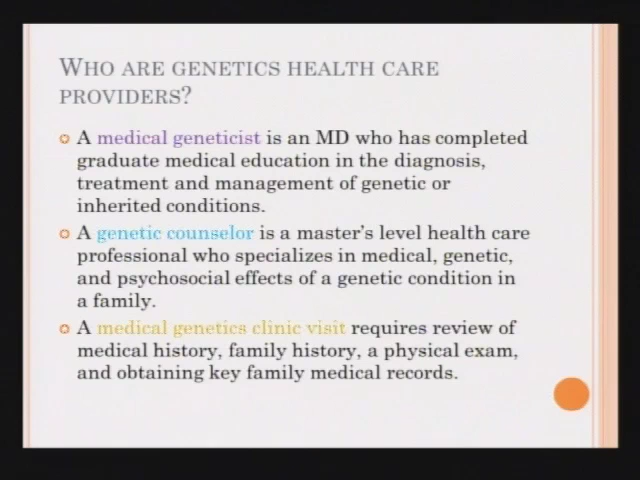 WHO ARE GENETICS HEALTH CARE
PROVIDERS?
A medical geneticist is an MD who has completed
graduate medical education in the diagnosis,
treatment and management of genetic or
inherited conditions.
A genetic counselor is a master's level health care
professional who specializes in medical, genetic,
and psychosocial effects of a genetic condition in
a family.
A medical genetics clinic visit requires review of
medical history, family history, a physical exam,
and obtaining key family medical records.